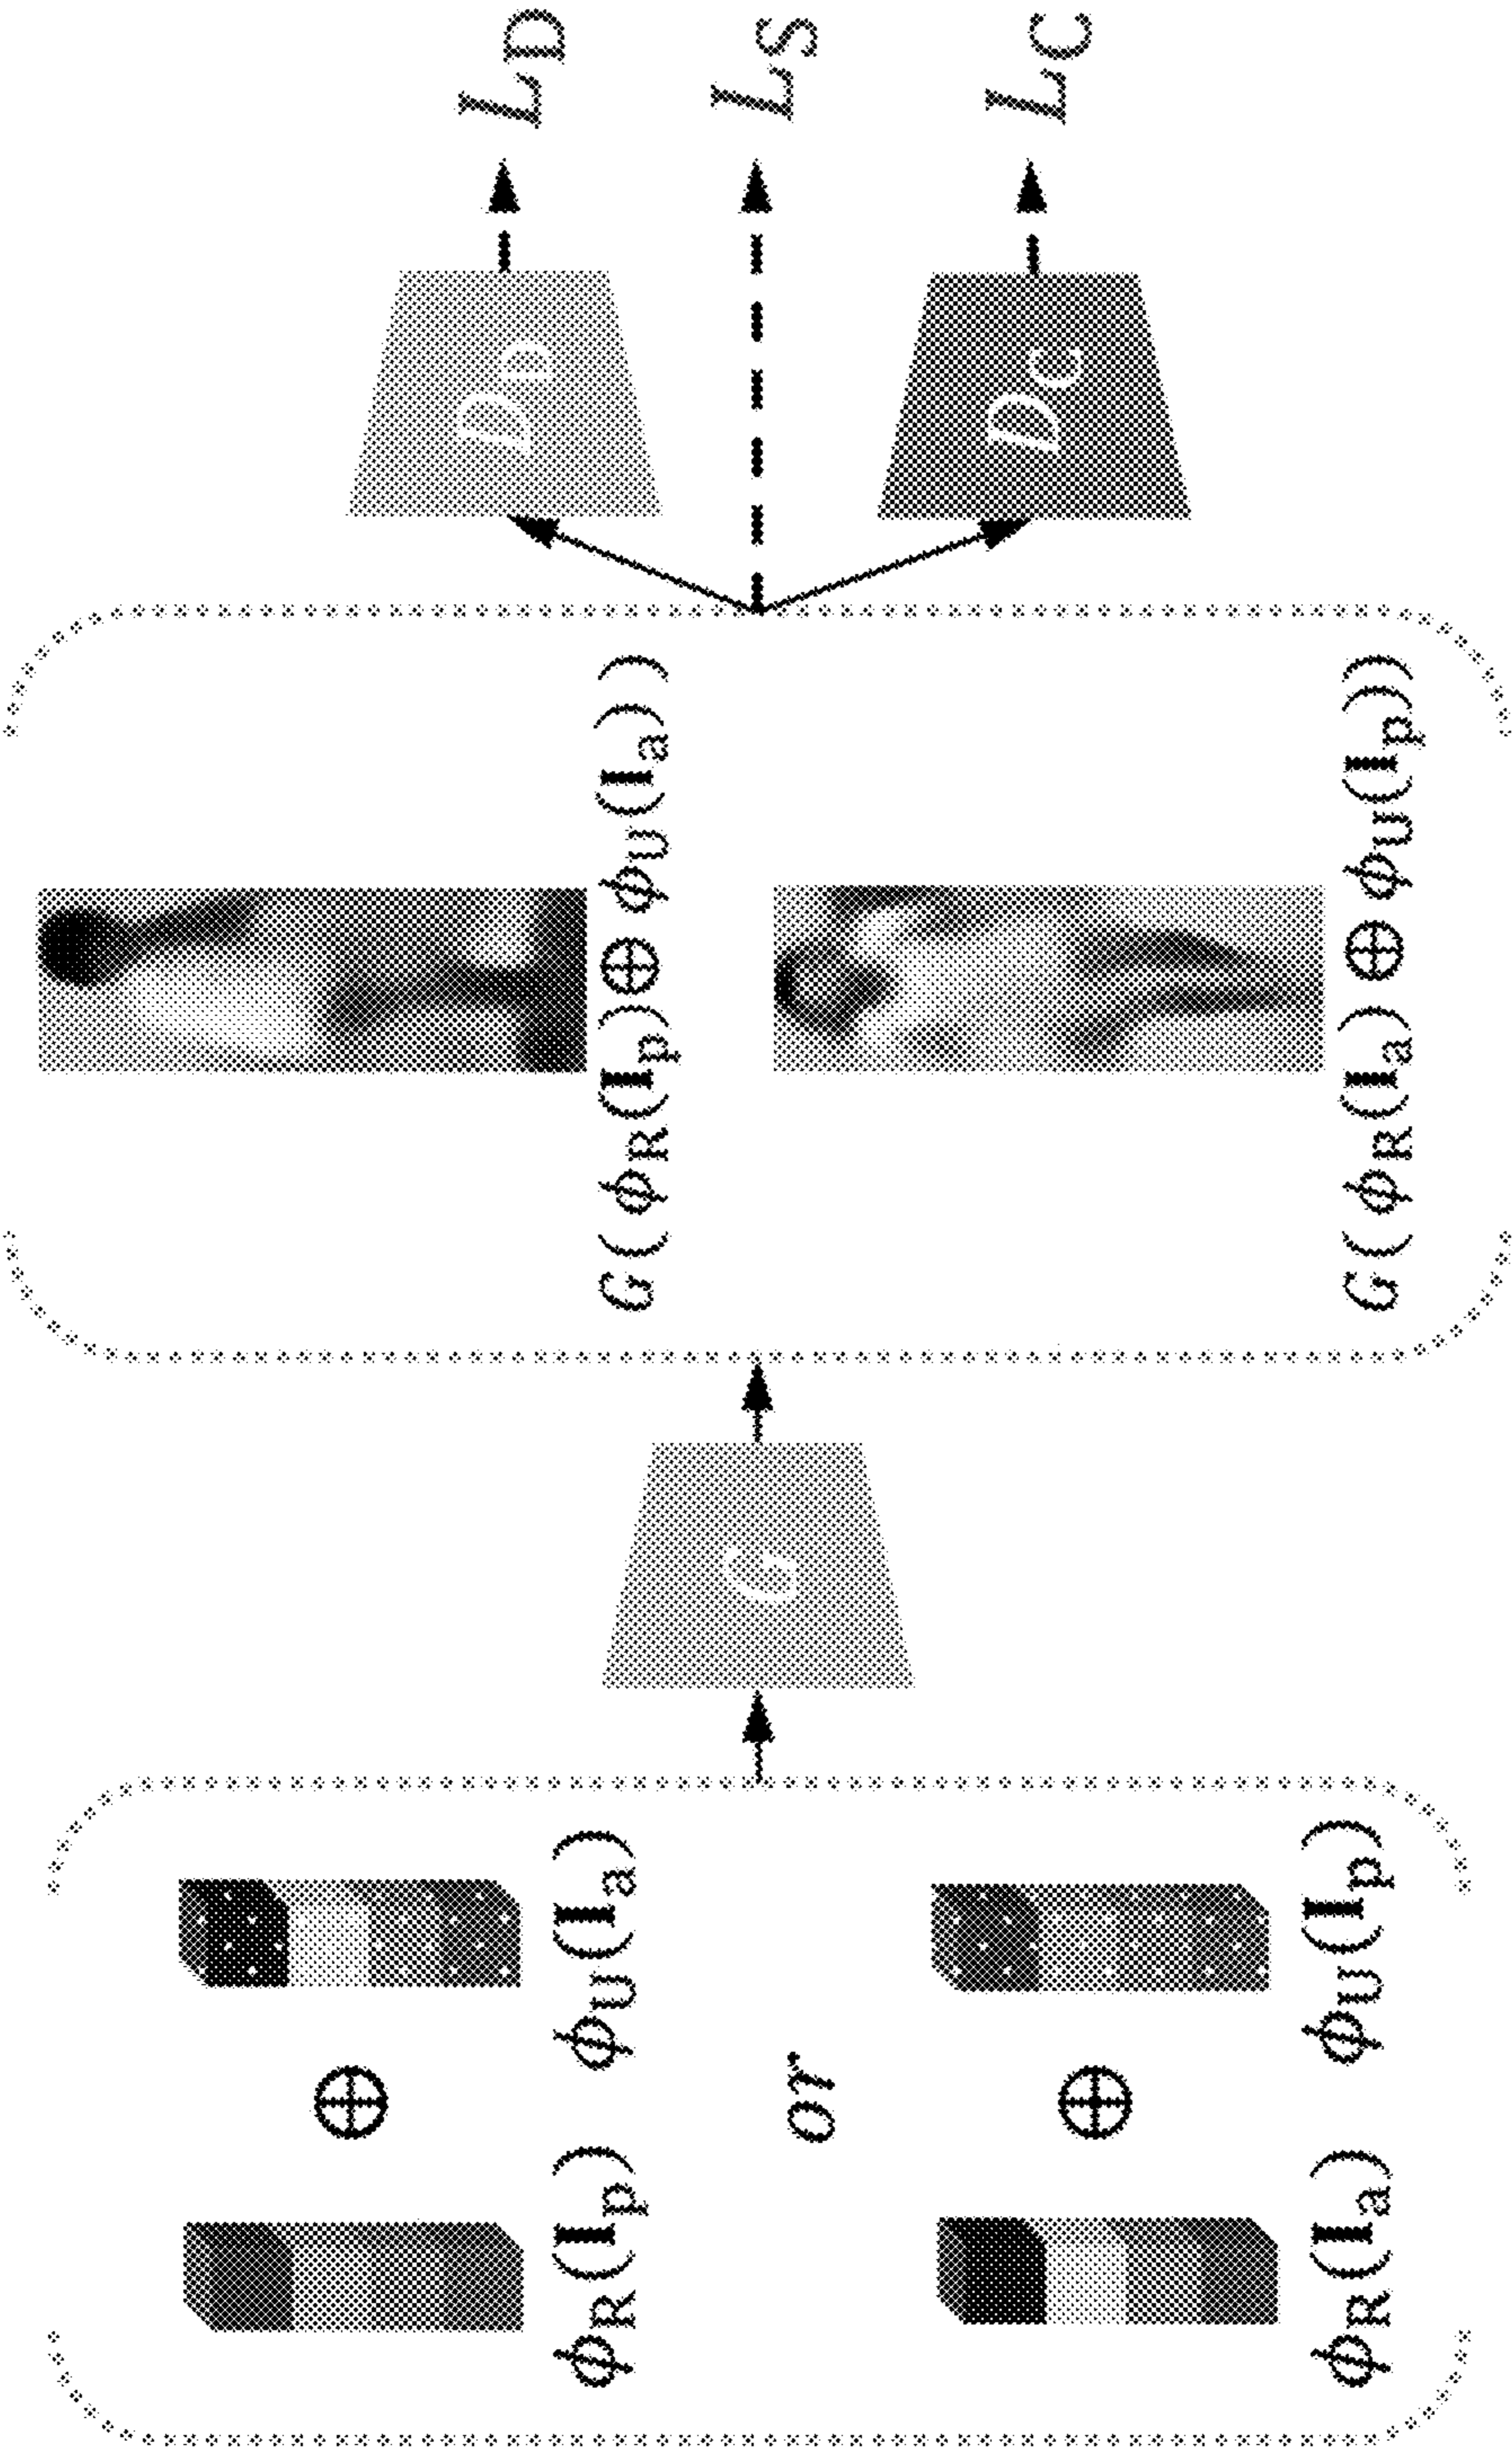 ϕR(Ip) ⊕ ϕU(Ia)
or
ϕR(Ia) ⊕ ϕU(Ip)
G
G(ϕR(Ip)⊕ ϕU(Ia))
G(ϕR(Ia) ⊕ ϕU(Ip))
DD
LD
LS
DC
LC